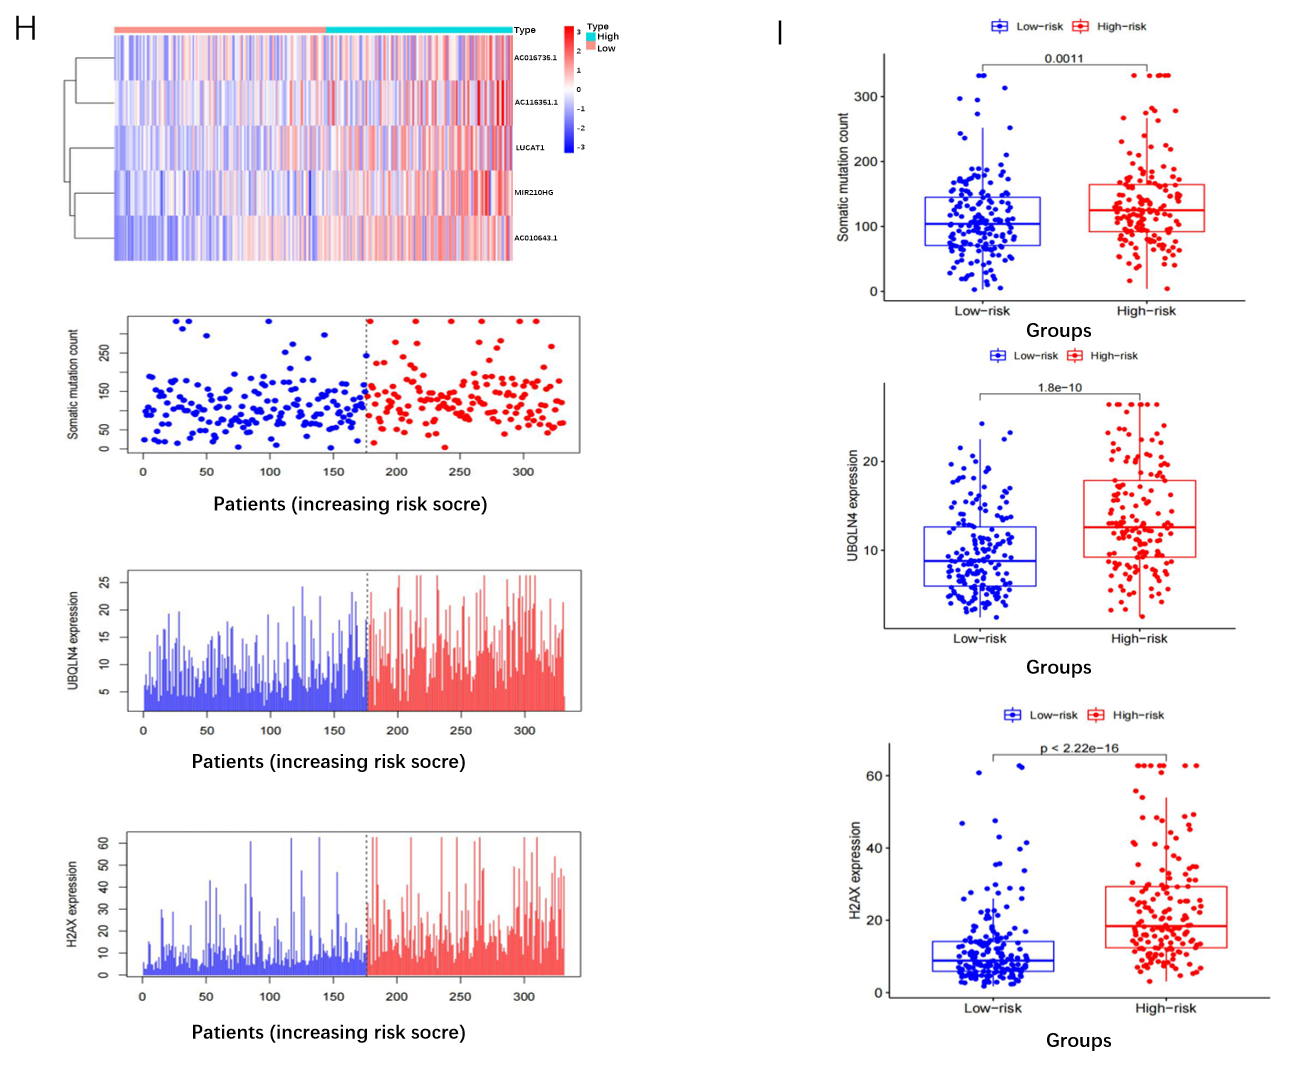 H
Type
AC016735.1
AC116351.1
LUCAT1
MIR210HG
AC010643.1
3
2
1
0
-1
-2
-3
Type
High
Low
Somatic mutation count
0
50
150
250
0 50 100 150 200 250 300
Patients (increasing risk socre)
UBQLN4 expression
25
20
15
10
5
0 50 100 150 200 250 300
Patients (increasing risk socre)
H2AX expression
60
50
40
30
20
10
0
0 50 100 150 200 250 300
Patients (increasing risk socre)
I
Low-risk High-risk
0.0011
Somatic mutation count
300
200
100
0
Low-risk High-risk
Groups
Low-risk High-risk
1.8e-10
UBQLN4 expression
20
10
Low-risk High-risk
Groups
Low-risk High-risk
p < 2.22e-16
H2AX expression
60
40
20
0
Low-risk High-risk
Groups